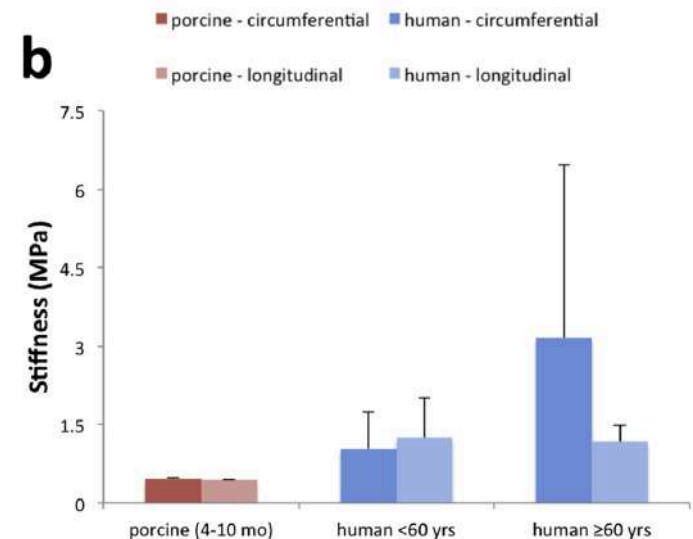 b
porcine - circumferential human - circumferential
porcine - longitudinal human - longitudinal
Stiffness (MPa)
7.5
6
4.5
3
1.5
0
porcine (4-10 mo) human <60 yrs human ≥60 yrs